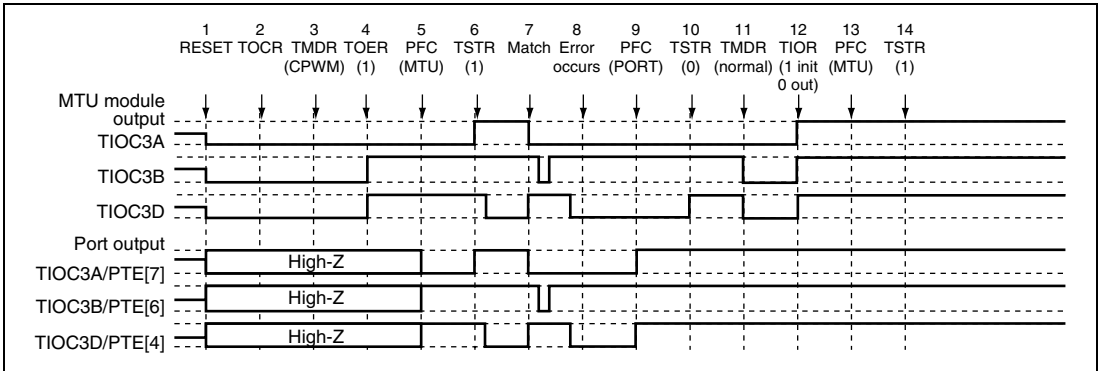 1 2 3 4 5 6 7 8 9 10 11 12 13 14
RESET TOCR TMDR TOER PFC TSTR Match Error PFC TSTR TMDR TIOR PFC TSTR
(CPWM) (1) (MTU) (1) occurs (PORT) (0) (normal) (1 init (MTU) (1)
0 out)
MTU module
output
TIOC3A
TIOC3B
TIOC3D
Port output
TIOC3A/PTE[7] High-Z
TIOC3B/PTE[6] High-Z
TIOC3D/PTE[4] High-Z